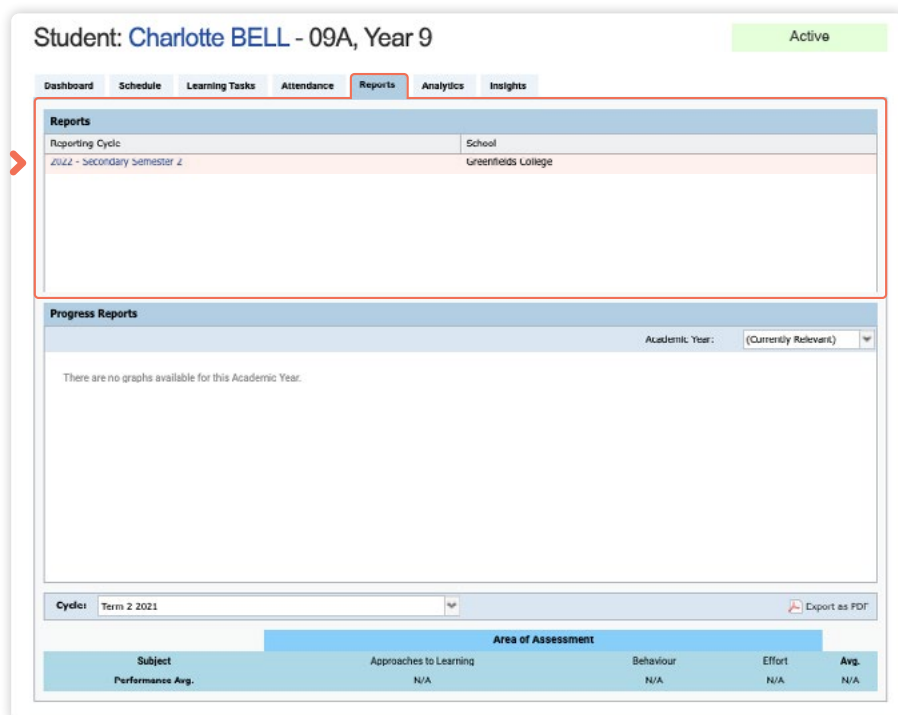 Student: Charlotte BELL - 09A, Year 9
Active
Dashboard Schedule Learning Tasks Attendance Reports Analytics Insights
Reports
Reporting Cycle School
2022 - Secondary Semester 2 Greenfields College
Progress Reports
Academic Year: (Currently Relevant)
There are no graphs available for this Academic Year.
Cycle: Term 2 2021 Export as PDF
Area of Assessment
Subject Approaches to Learning Behaviour Effort Avg.
Performance Avg. N/A N/A N/A N/A